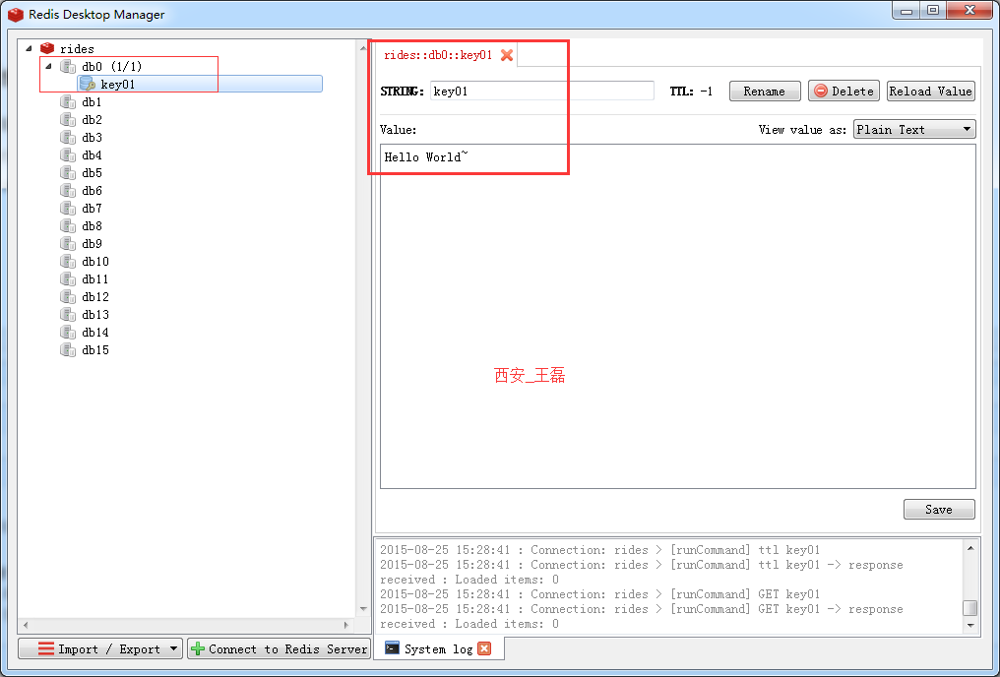 Redis Desktop Manager
rides
db0 (1/1)
key01
db1
db2
db3
db4
db5
db6
db7
db8
db9
db10
db11
db12
db13
db14
db15
Import / Export
Connect to Redis Server
rides::db0::key01
STRING: key01 TTL: -1 Rename Delete Reload Value
Value: View value as: Plain Text
Hello World~
西安_王磊
Save
2015-08-25 15:28:41 : Connection: rides > [runCommand] ttl key01
2015-08-25 15:28:41 : Connection: rides > [runCommand] ttl key01 -> response
received : Loaded items: 0
2015-08-25 15:28:41 : Connection: rides > [runCommand] GET key01
2015-08-25 15:28:41 : Connection: rides > [runCommand] GET key01 -> response
received : Loaded items: 0
System log